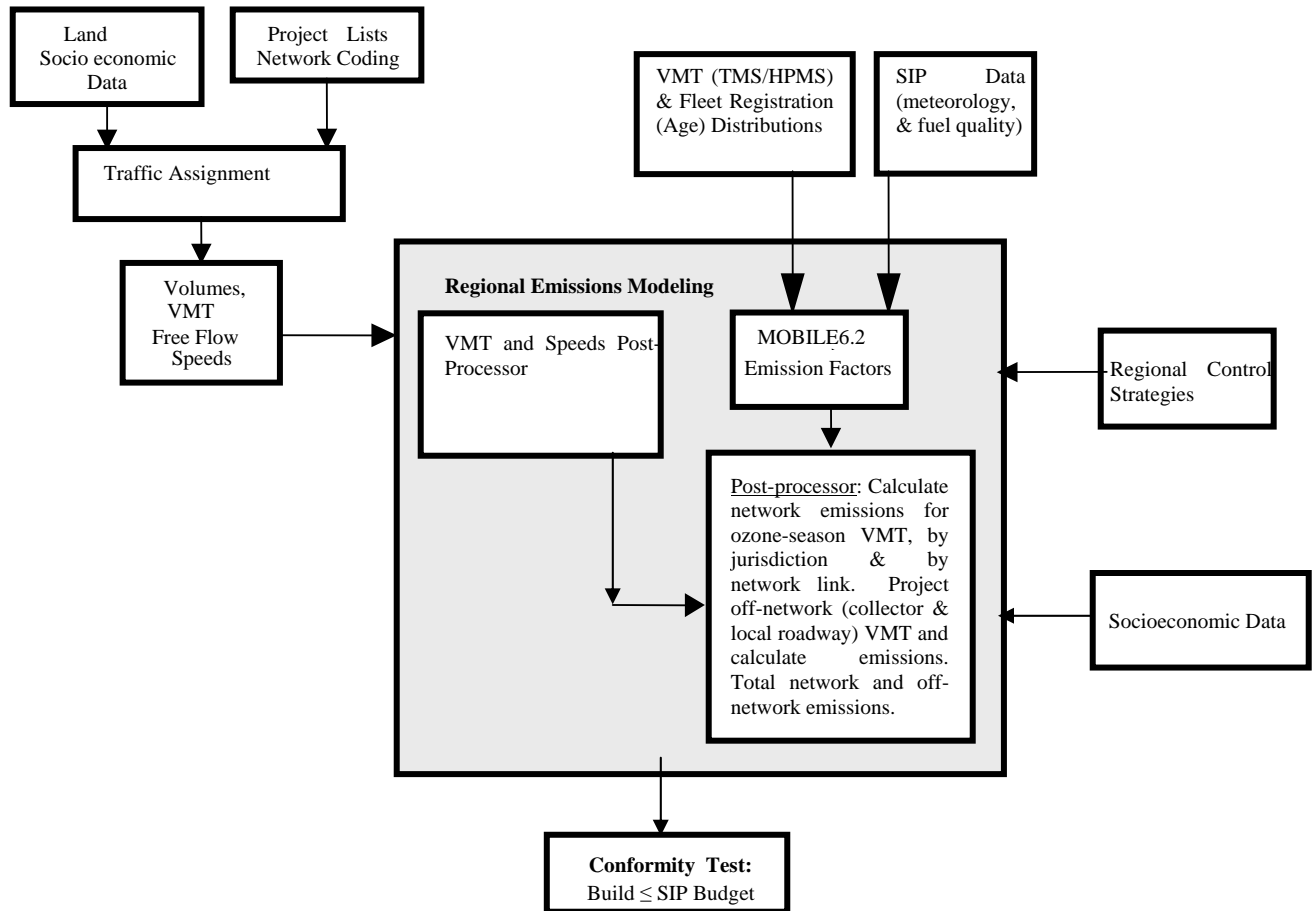 Land
Socio economic
Data
Project Lists
Network Coding
VMT (TMS/HPMS)
& Fleet Registration
(Age) Distributions
SIP Data
(meteorology,
& fuel quality)
Traffic Assignment
Volumes,
VMT
Free Flow
Speeds
Regional Emissions Modeling
VMT and Speeds Post-
Processor
MOBILE6.2
Emission Factors
Regional Control
Strategies
Post-processor: Calculate
network emissions for
ozone-season VMT, by
jurisdiction & by
network link. Project
off-network (collector &
local roadway) VMT and
calculate emissions.
Total network and off-
network emissions.
Socioeconomic Data
Conformity Test:
Build ≤ SIP Budget